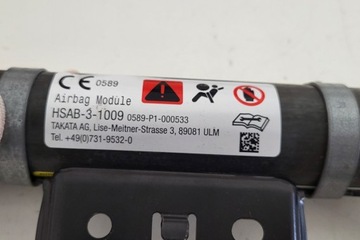 CE 0589
Airbag Module
HSAB-3-1009 0589-P1-000533
TAKATA AG, Lise-Meitner-Strasse 3, 89081 ULM
Tel. +49(0)731-9532-0